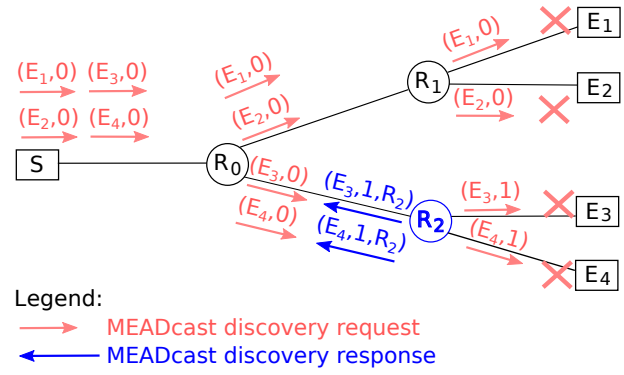 (E1,0)
E1
(E1,0) (E3,0)
(E1,0)
R1
E2
(E2,0) (E4,0)
(E2,0)
(E2,0)
S
R0
(E3,0)
(E3,1,R2)
(E3,1)
E3
(E4,0)
(E4,1,R2)
R2
(E4,1)
E4
Legend:
MEADcast discovery request
MEADcast discovery response